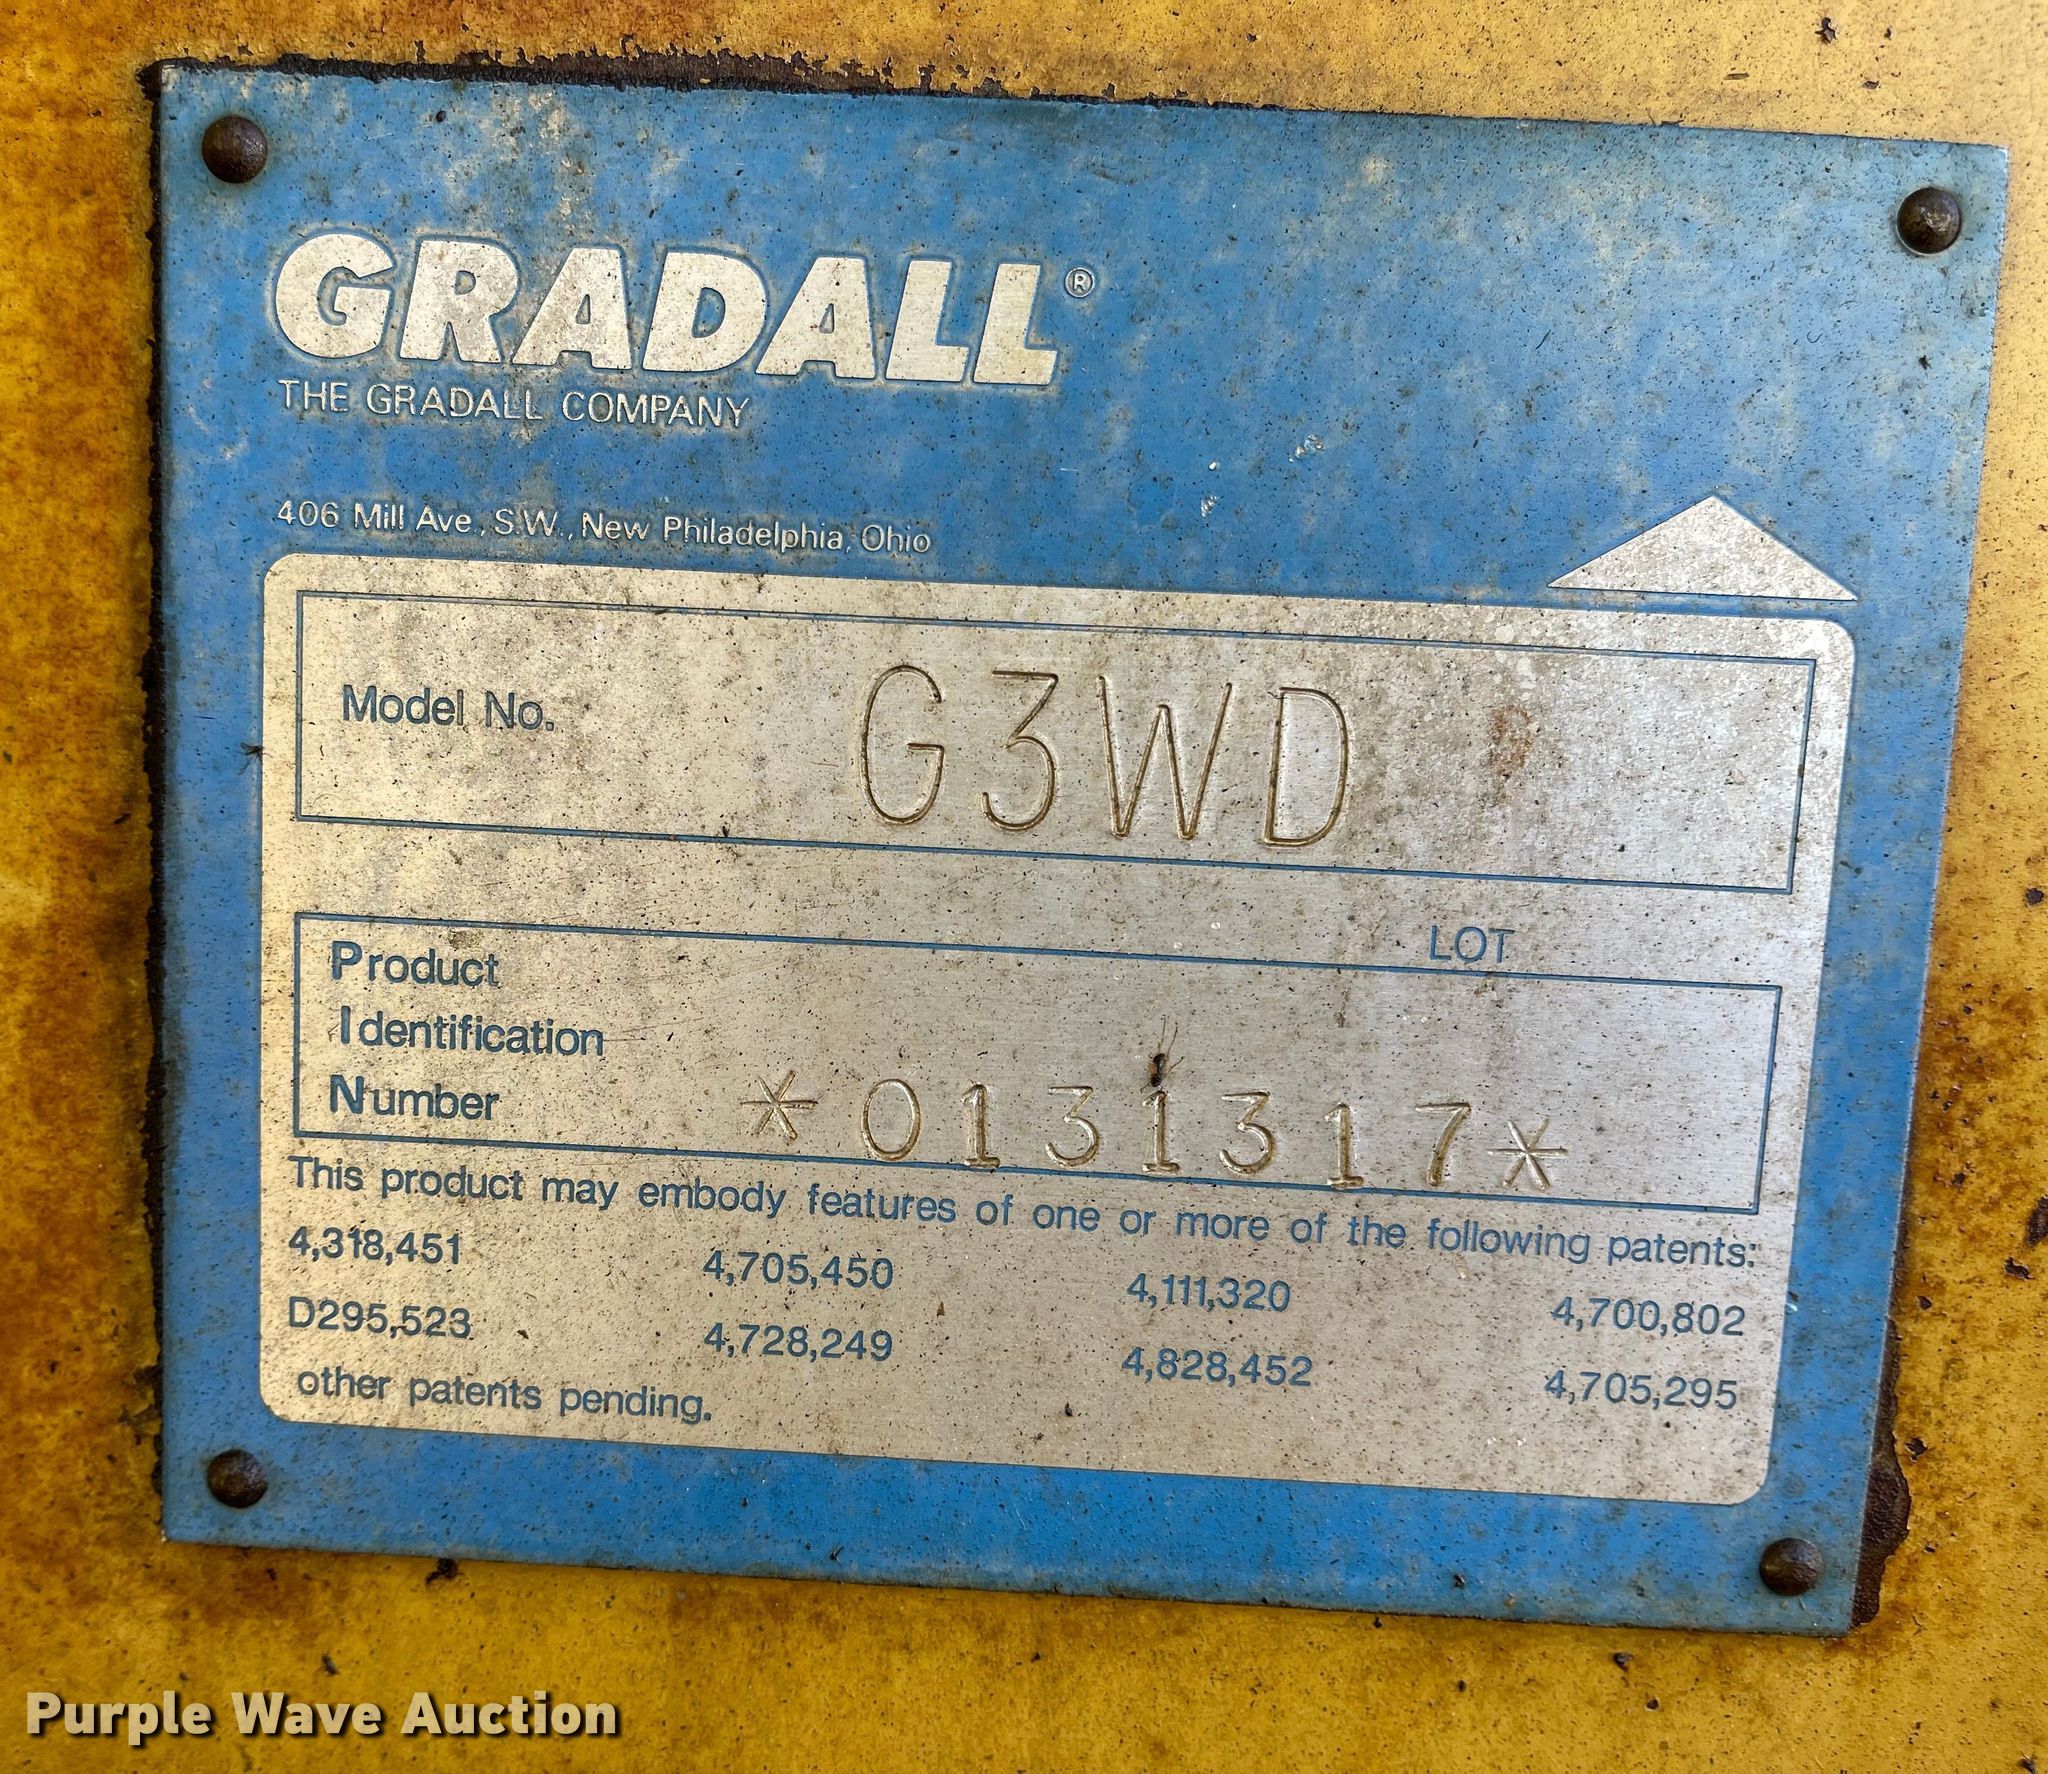 GRADALL®
THE GRADALL COMPANY
406 Mill Ave., S.W., New Philadelphia, Ohio
Model No. G3WD
LOT
Product
Identification
Number *0131317*
This product may embody features of one or more of the following patents:
4,318,451 4,705,450 4,111,320 4,700,802
D295,523 4,728,249 4,828,452 4,705,295
other patents pending.
Purple Wave Auction